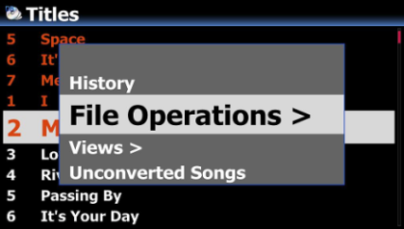 Titles
5 Space
6 It'
7 Me
1 I
History
File Operations >
2 M
3 Lo
Views >
4 Riv
Unconverted Songs
5 Passing By
6 It's Your Day